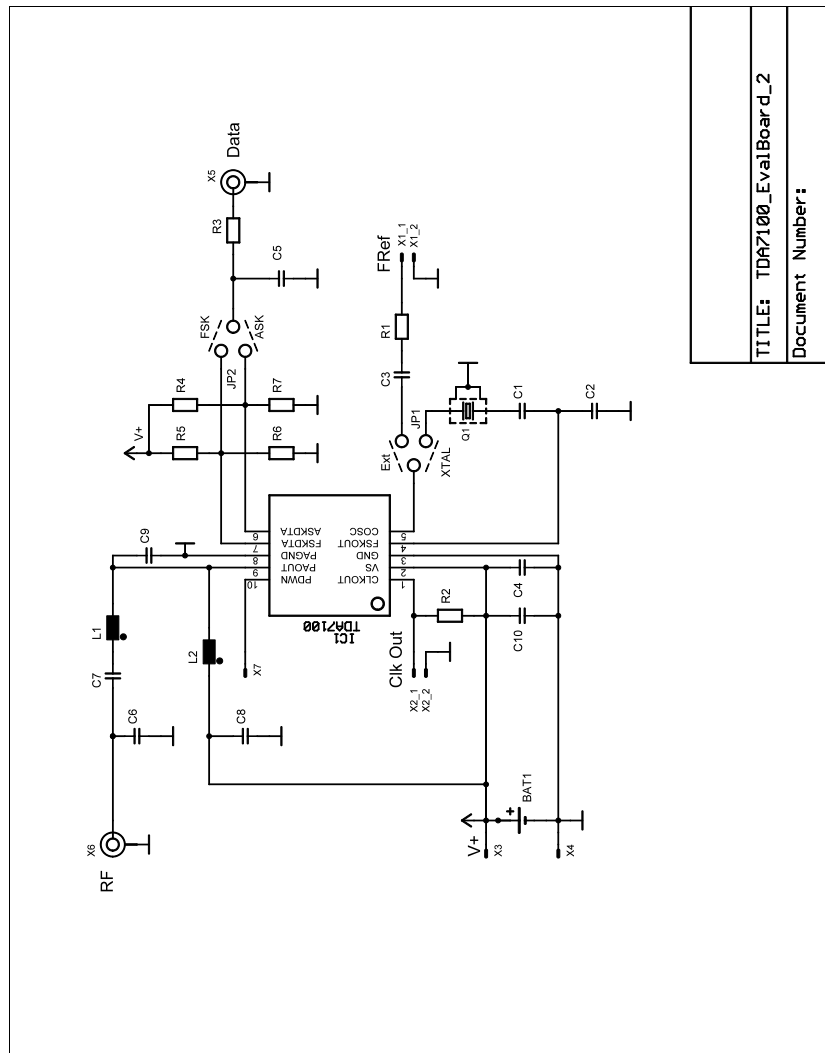 Data
X5
R3
C5
FSK
ASK
JP2
R4
R7
V+
R5
R6
FRef
X1_1
X1_2
R1
C3
JP1
Ext
XTAL
Q1
C1
C2
C9
L1
C7
C6
RF
X6
L2
C8
X7
6 ASKDTA
7 FSKDTA
8 PAGND
9 PAOUT
10 PDWN
COSC 5
FSKOUT 4
GND 3
VS 2
CLKOUT 1
IC1
TDA7100
Clk Out
X2_1
X2_2
R2
C4
C10
V+
X3
BAT1
+
X4
TITLE: TDA7100_EvalBoard_2
Document Number: